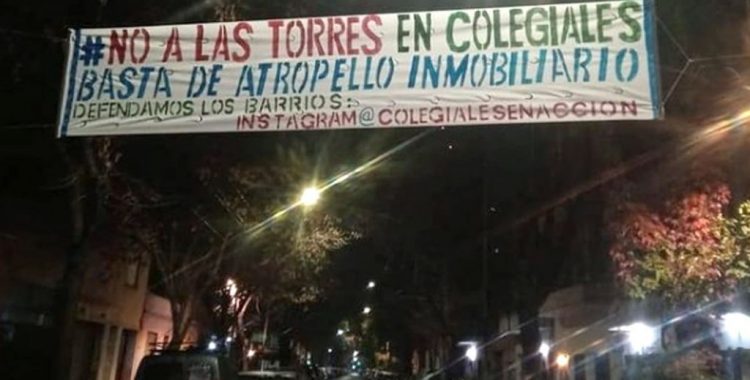 #NO A LAS TORRES EN COLEGIALES
BASTA DE ATROPELLO INMOBILIARIO
DEFENDAMOS LOS BARRIOS:
INSTAGRAM@COLEGIALESENACCION